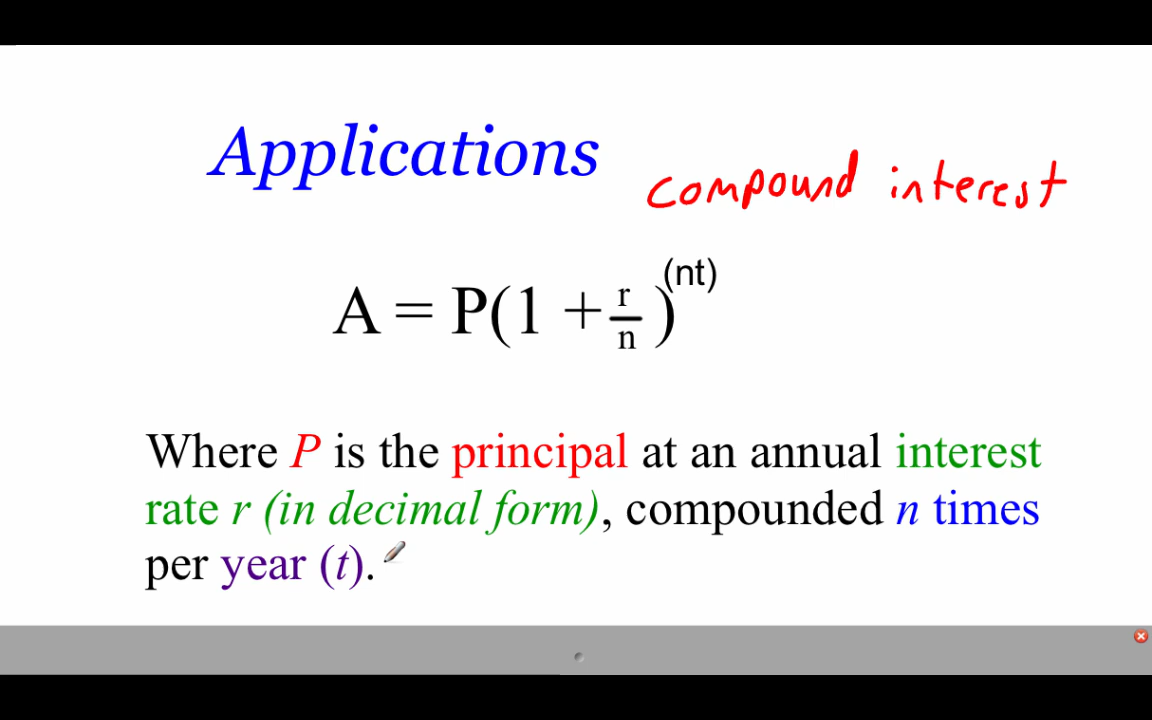 Applications
compound interest
A = P(1 + r/n)^(nt)
Where P is the principal at an annual interest
rate r (in decimal form), compounded n times
per year (t).